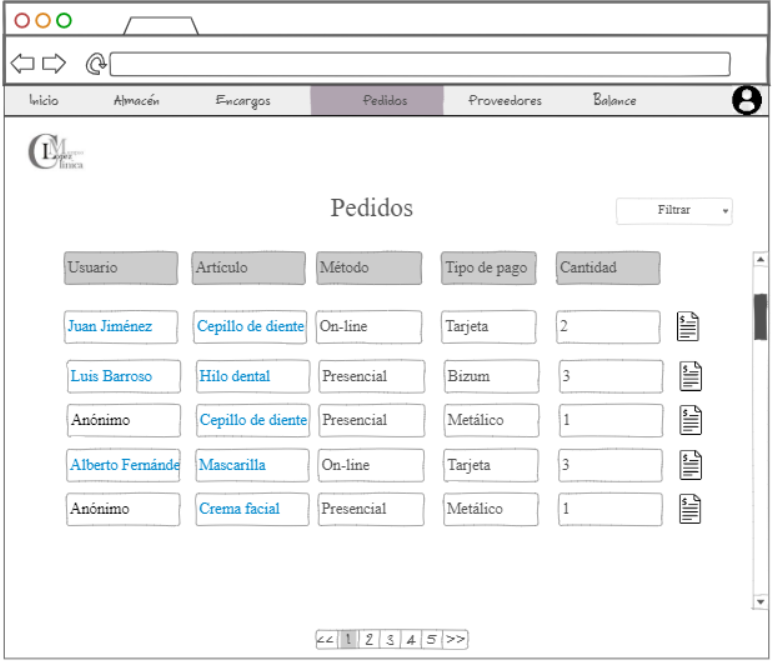 Inicio Almacén Encargos Pedidos Proveedores Balance
Pedidos
Filtrar
Usuario Artículo Método Tipo de pago Cantidad
Juan Jiménez Cepillo de diente On-line Tarjeta 2
Luis Barroso Hilo dental Presencial Bizum 3
Anónimo Cepillo de diente Presencial Metálico 1
Alberto Fernánde Mascarilla On-line Tarjeta 3
Anónimo Crema facial Presencial Metálico 1
<< 1 2 3 4 5 >>